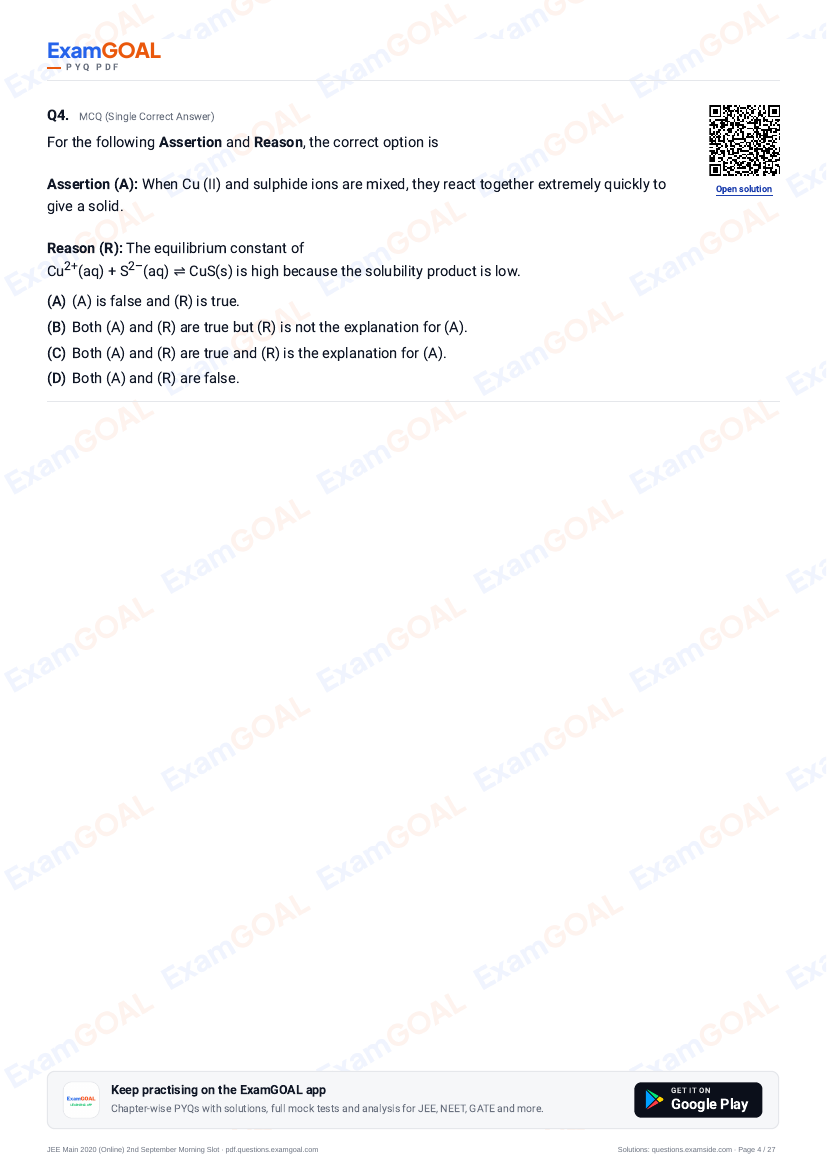 ExamGOAL
PYQ PDF
Q4. MCQ (Single Correct Answer)
For the following Assertion and Reason, the correct option is
Open solution
Assertion (A): When Cu (II) and sulphide ions are mixed, they react together extremely quickly to
give a solid.
Reason (R): The equilibrium constant of
Cu²⁺(aq) + S²⁻(aq) ⇌ CuS(s) is high because the solubility product is low.
(A) (A) is false and (R) is true.
(B) Both (A) and (R) are true but (R) is not the explanation for (A).
(C) Both (A) and (R) are true and (R) is the explanation for (A).
(D) Both (A) and (R) are false.
ExamGOAL
Keep practising on the ExamGOAL app
Chapter-wise PYQs with solutions, full mock tests and analysis for JEE, NEET, GATE and more.
GET IT ON
Google Play
JEE Main 2020 (Online) 2nd September Morning Slot · pdf.questions.examgoal.com
Solutions: questions.examside.com · Page 4 / 27